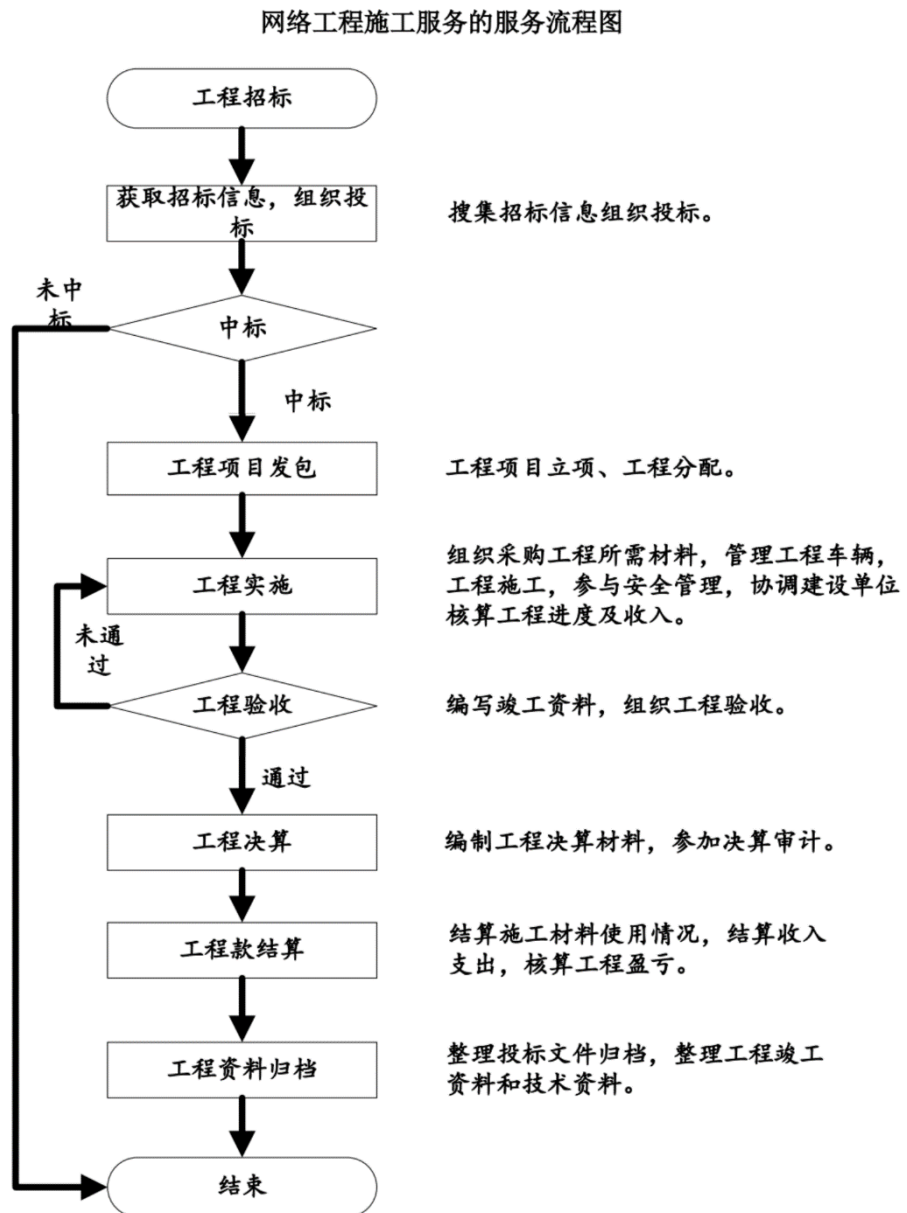 网络工程施工服务的服务流程图
工程招标
获取招标信息，组织投
标
搜集招标信息组织投标。
未中
标
中标
中标
工程项目发包
工程项目立项、工程分配。
工程实施
组织采购工程所需材料，管理工程车辆，
工程施工，参与安全管理，协调建设单位
核算工程进度及收入。
未通
过
工程验收
编写竣工资料，组织工程验收。
通过
工程决算
编制工程决算材料，参加决算审计。
工程款结算
结算施工材料使用情况，结算收入
支出，核算工程盈亏。
工程资料归档
整理投标文件归档，整理工程竣工
资料和技术资料。
结束